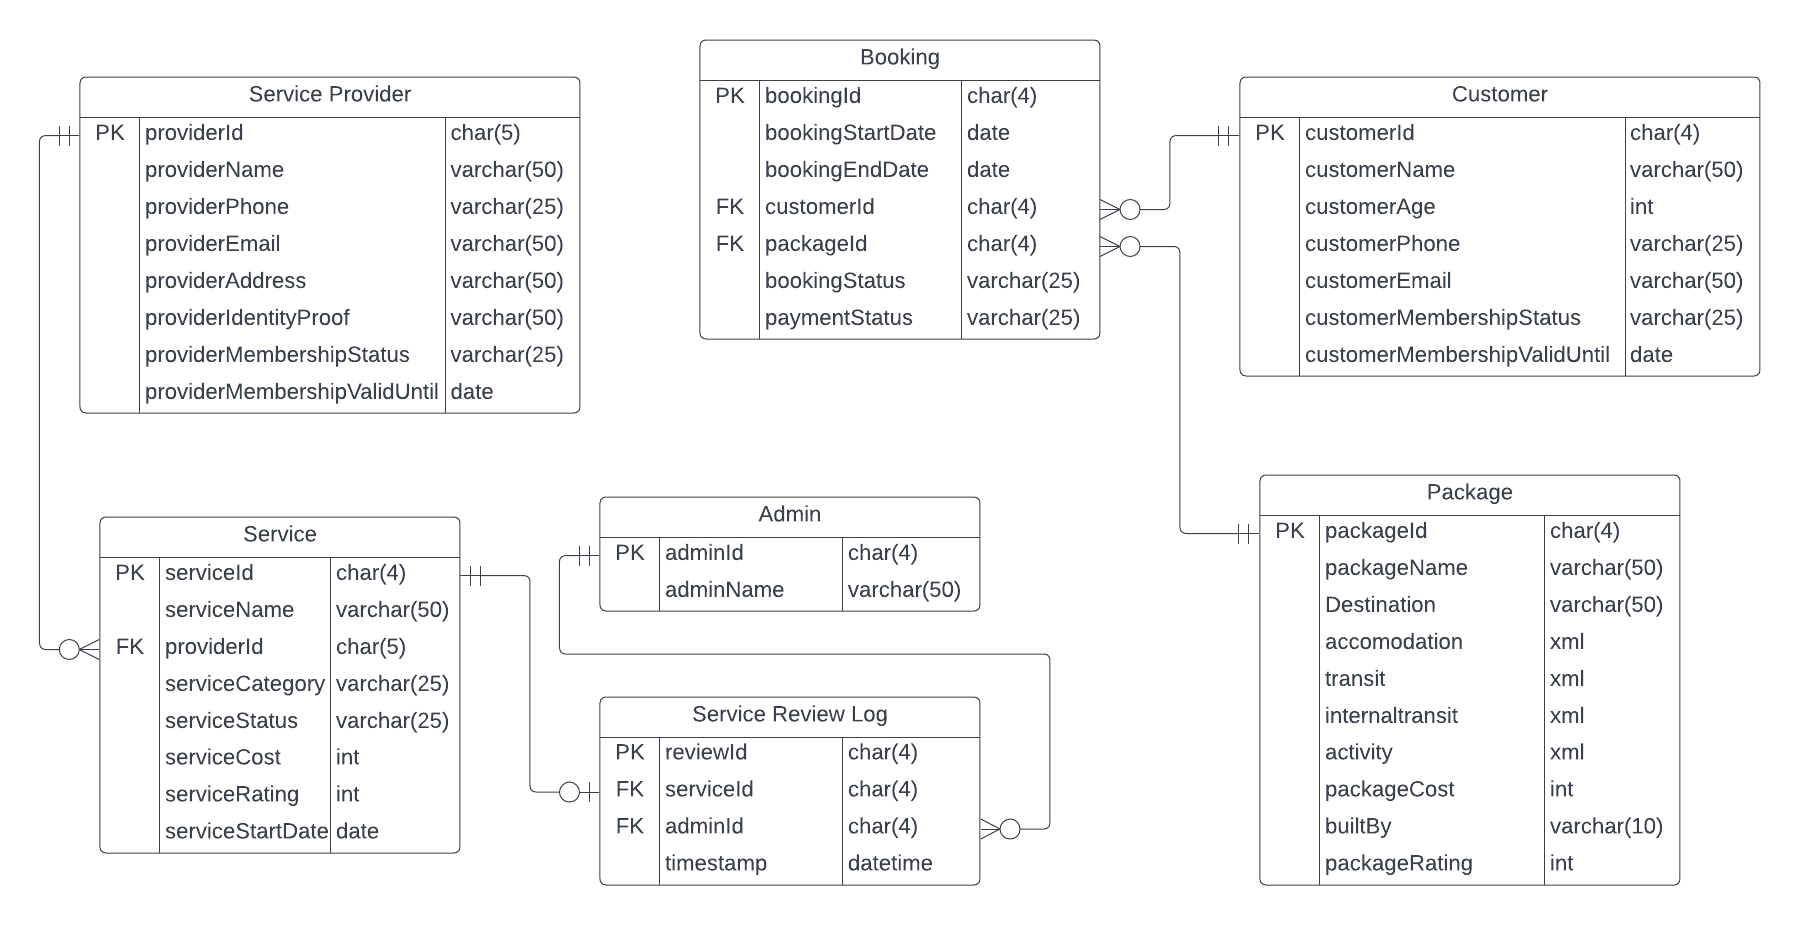 Service Provider
PK providerId char(5)
providerName varchar(50)
providerPhone varchar(25)
providerEmail varchar(50)
providerAddress varchar(50)
providerIdentityProof varchar(50)
providerMembershipStatus varchar(25)
providerMembershipValidUntil date
Booking
PK bookingId char(4)
bookingStartDate date
bookingEndDate date
FK customerId char(4)
FK packageId char(4)
bookingStatus varchar(25)
paymentStatus varchar(25)
Customer
PK customerId char(4)
customerName varchar(50)
customerAge int
customerPhone varchar(25)
customerEmail varchar(50)
customerMembershipStatus varchar(25)
customerMembershipValidUntil date
Service
PK serviceId char(4)
serviceName varchar(50)
FK providerId char(5)
serviceCategory varchar(25)
serviceStatus varchar(25)
serviceCost int
serviceRating int
serviceStartDate date
Admin
PK adminId char(4)
adminName varchar(50)
Service Review Log
PK reviewId char(4)
FK serviceId char(4)
FK adminId char(4)
timestamp datetime
Package
PK packageId char(4)
packageName varchar(50)
Destination varchar(50)
accomodation xml
transit xml
internaltransit xml
activity xml
packageCost int
builtBy varchar(10)
packageRating int